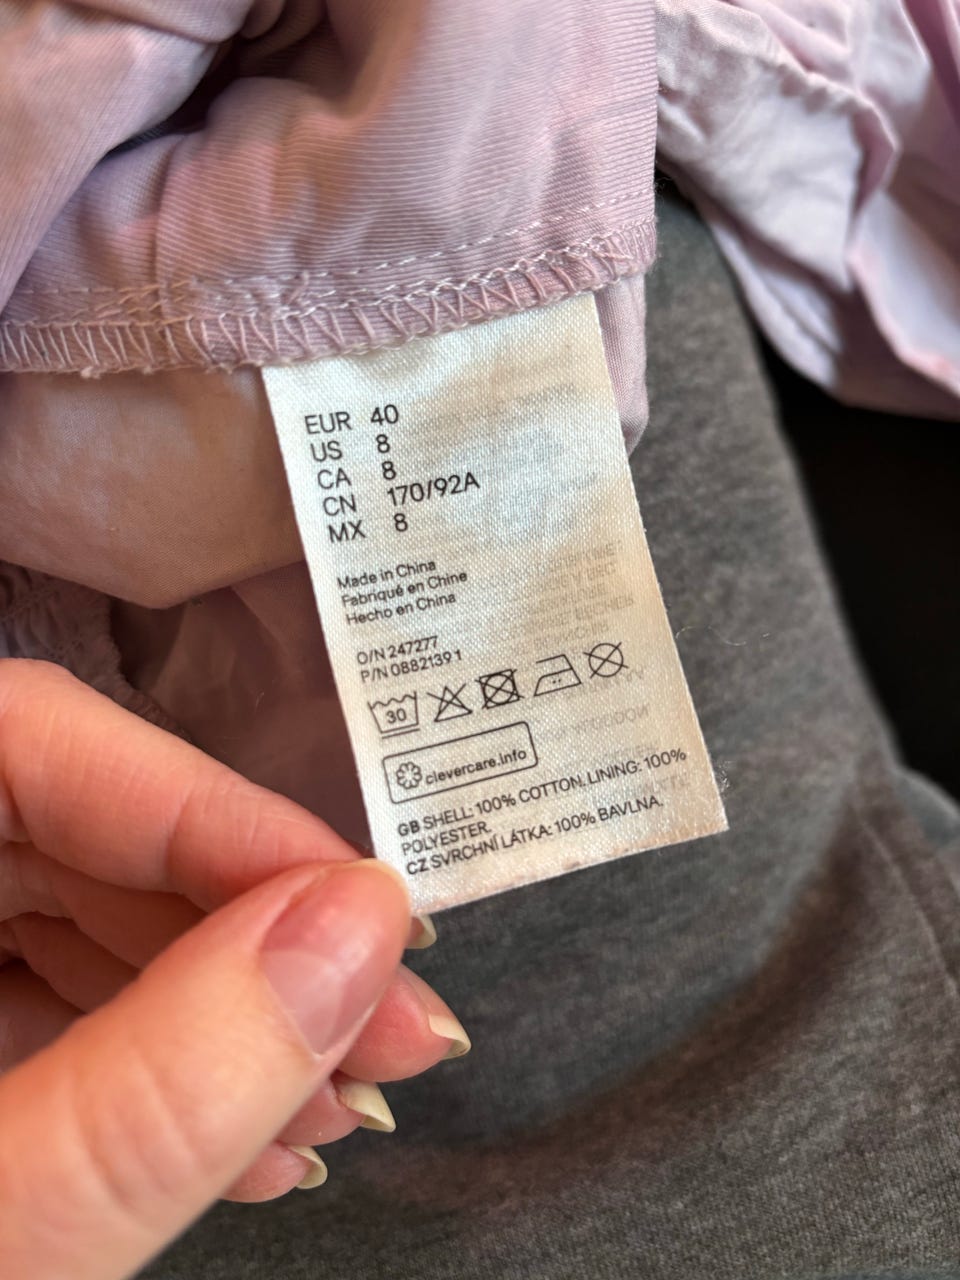 EUR 40
US 8
CA 8
CN 170/92A
MX 8
Made in China
Fabriqué en Chine
Hecho en China
O/N 247277
P/N 0882139 1
30
clevercare.info
GB SHELL: 100% COTTON. LINING: 100%
POLYESTER.
CZ SVRCHNÍ LÁTKA: 100% BAVLNA.